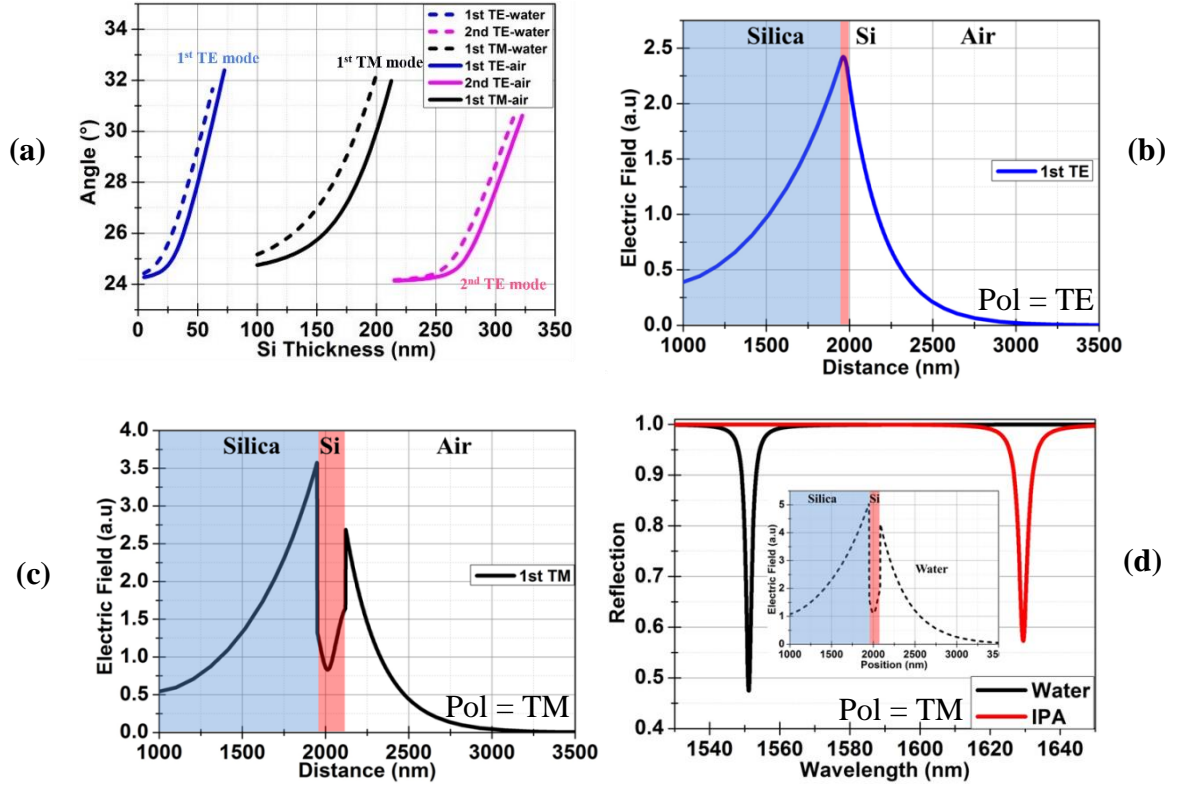 (a)
34
32
30
28
26
24
Angle (°)
0 50 100 150 200 250 300 350
Si Thickness (nm)
1st TE mode
1st TM mode
2nd TE mode
1st TE-water
2nd TE-water
1st TM-water
1st TE-air
2nd TE-air
1st TM-air
(b)
2.5
2.0
1.5
1.0
0.5
0.0
Electric Field (a.u)
Silica Si Air
1st TE
Pol = TE
1000 1500 2000 2500 3000 3500
Distance (nm)
(c)
4.0
3.5
3.0
2.5
2.0
1.5
1.0
0.5
0.0
Electric Field (a.u)
Silica Si Air
1st TM
Pol = TM
1000 1500 2000 2500 3000 3500
Distance (nm)
(d)
1.0
0.9
0.8
0.7
0.6
0.5
0.4
Reflection
5
4
3
2
1
0
Electric Field (a.u)
Silica Si
Water
1000 1500 2000 2500 3000 35
Position (nm)
Pol = TM
Water
IPA
1540 1560 1580 1600 1620 1640
Wavelength (nm)